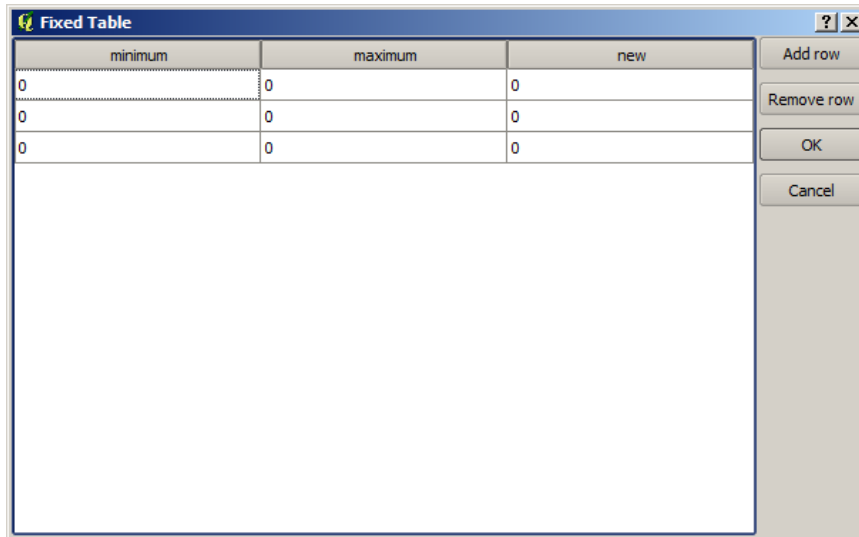 Fixed Table ? X
minimum maximum new Add row
0 0 0
Remove row
0 0 0
0 0 0 OK
Cancel